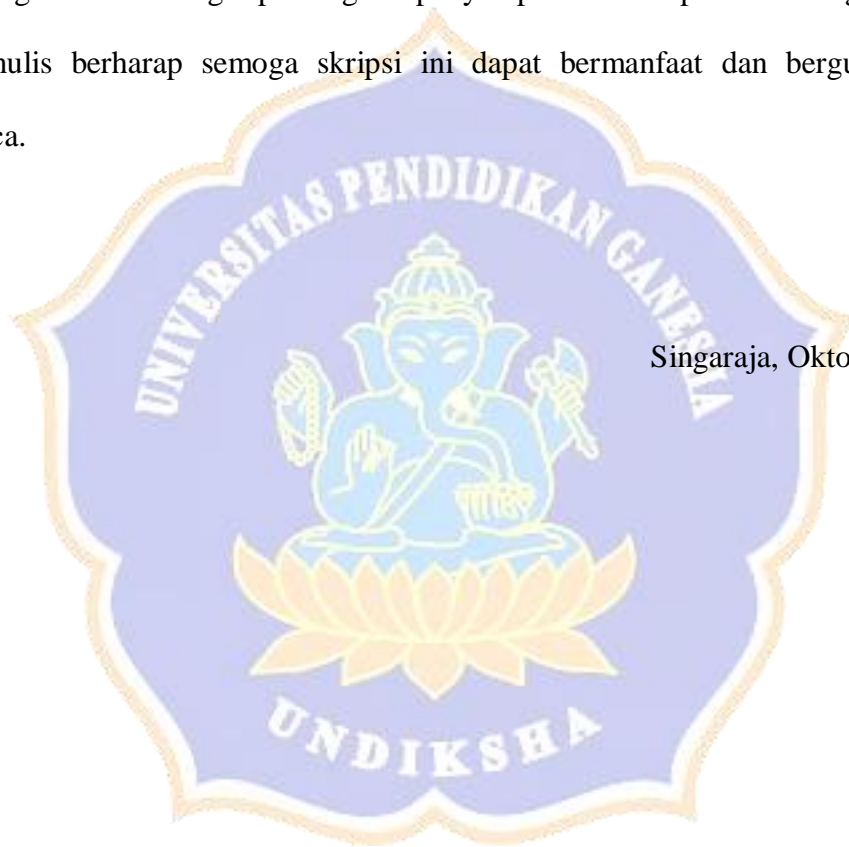 nulis berharap semoga skripsi ini dapat bermanfaat dan bergu
ca.
UNIVERSITAS PENDIDIKAN GANESHA
Singaraja, Okto
UNDIKSHA